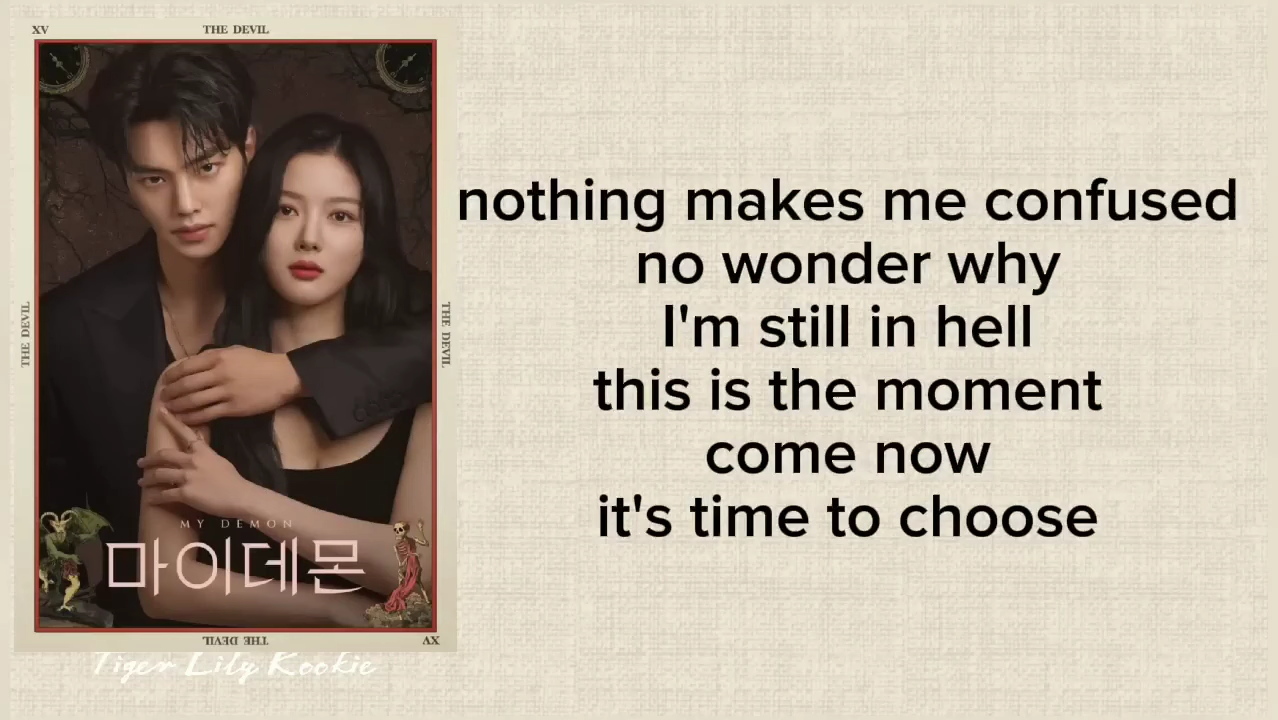 XV
THE DEVIL
THE DEVIL
THE DEVIL
MY DEMON
마이데몬
THE DEVIL
XV
Tiger Lily Kookie
nothing makes me confused
no wonder why
I'm still in hell
this is the moment
come now
it's time to choose